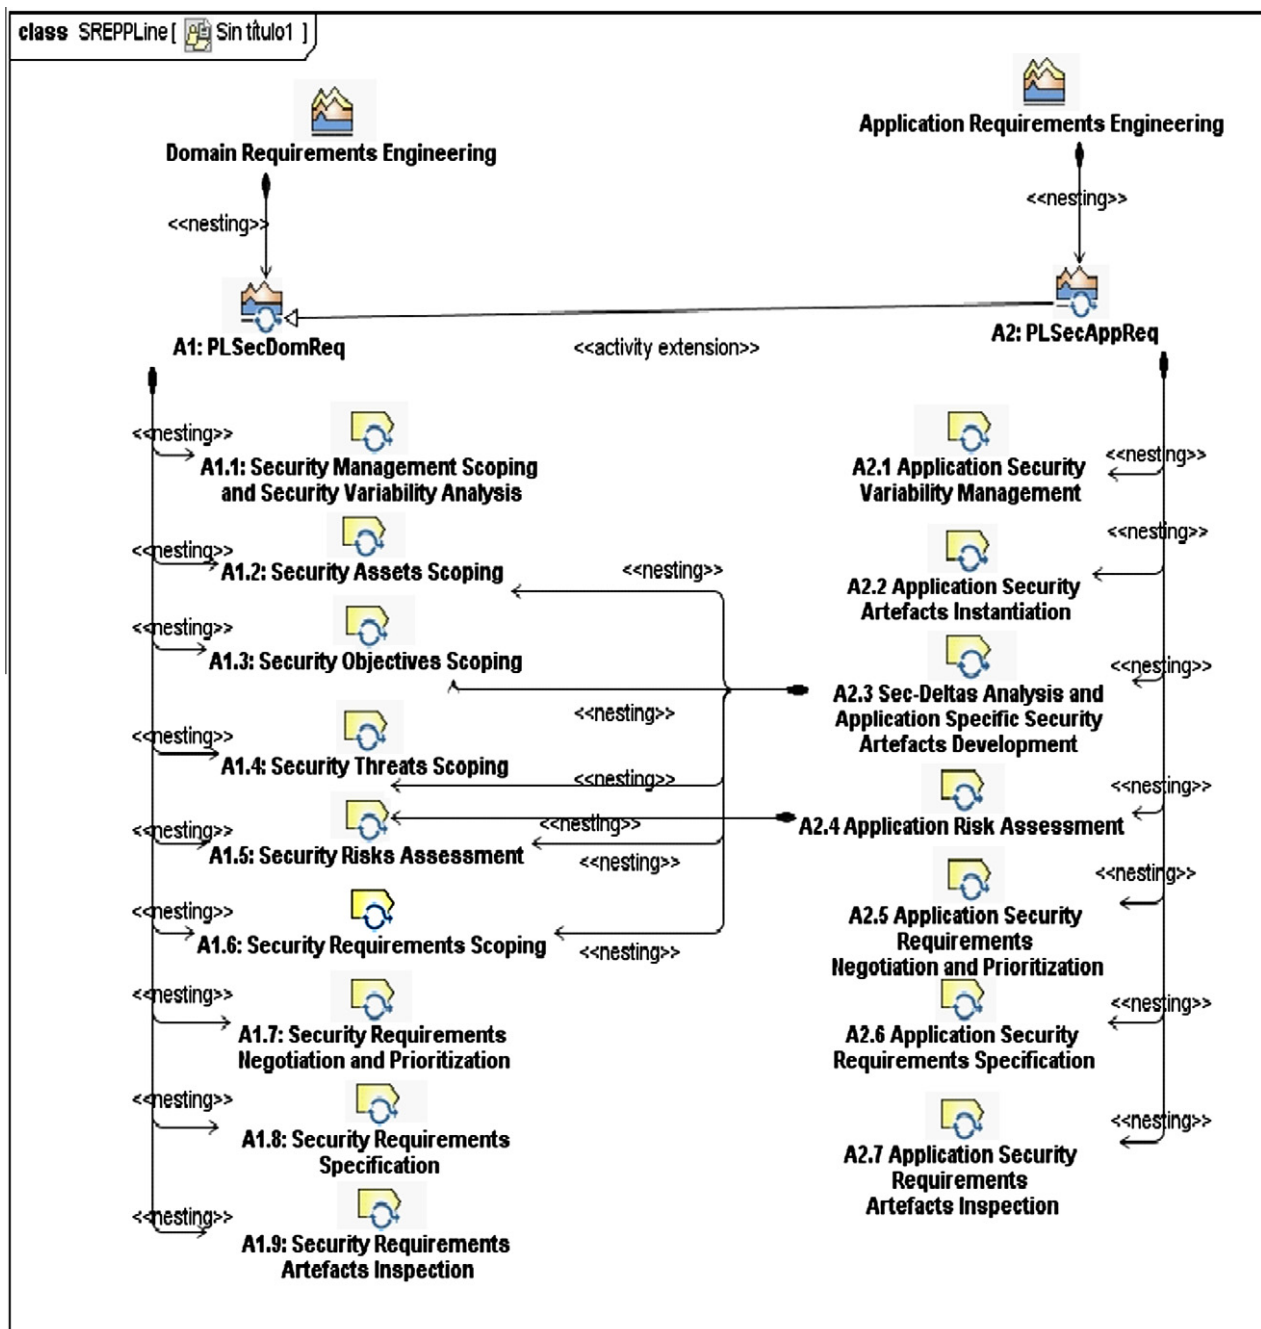 class SREPPLine [ Sin título1 ]
Domain Requirements Engineering
Application Requirements Engineering
<<nesting>>
<<nesting>>
A1: PLSecDomReq
A2: PLSecAppReq
<<activity extension>>
<<nesting>>
A1.1: Security Management Scoping
and Security Variability Analysis
<<nesting>>
A1.2: Security Assets Scoping
<<nesting>>
A1.3: Security Objectives Scoping
<<nesting>>
A1.4: Security Threats Scoping
<<nesting>>
A1.5: Security Risks Assessment
<<nesting>>
A1.6: Security Requirements Scoping
<<nesting>>
A1.7: Security Requirements
Negotiation and Prioritization
<<nesting>>
A1.8: Security Requirements
Specification
<<nesting>>
A1.9: Security Requirements
Artefacts Inspection
<<nesting>>
<<nesting>>
<<nesting>>
<<nesting>>
<<nesting>>
<<nesting>>
A2.1 Application Security
Variability Management
<<nesting>>
A2.2 Application Security
Artefacts Instantiation
<<nesting>>
A2.3 Sec-Deltas Analysis and
Application Specific Security
Artefacts Development
<<nesting>>
A2.4 Application Risk Assessment
<<nesting>>
A2.5 Application Security
Requirements
Negotiation and Prioritization
<<nesting>>
A2.6 Application Security
Requirements Specification
<<nesting>>
A2.7 Application Security
Requirements
Artefacts Inspection
<<nesting>>